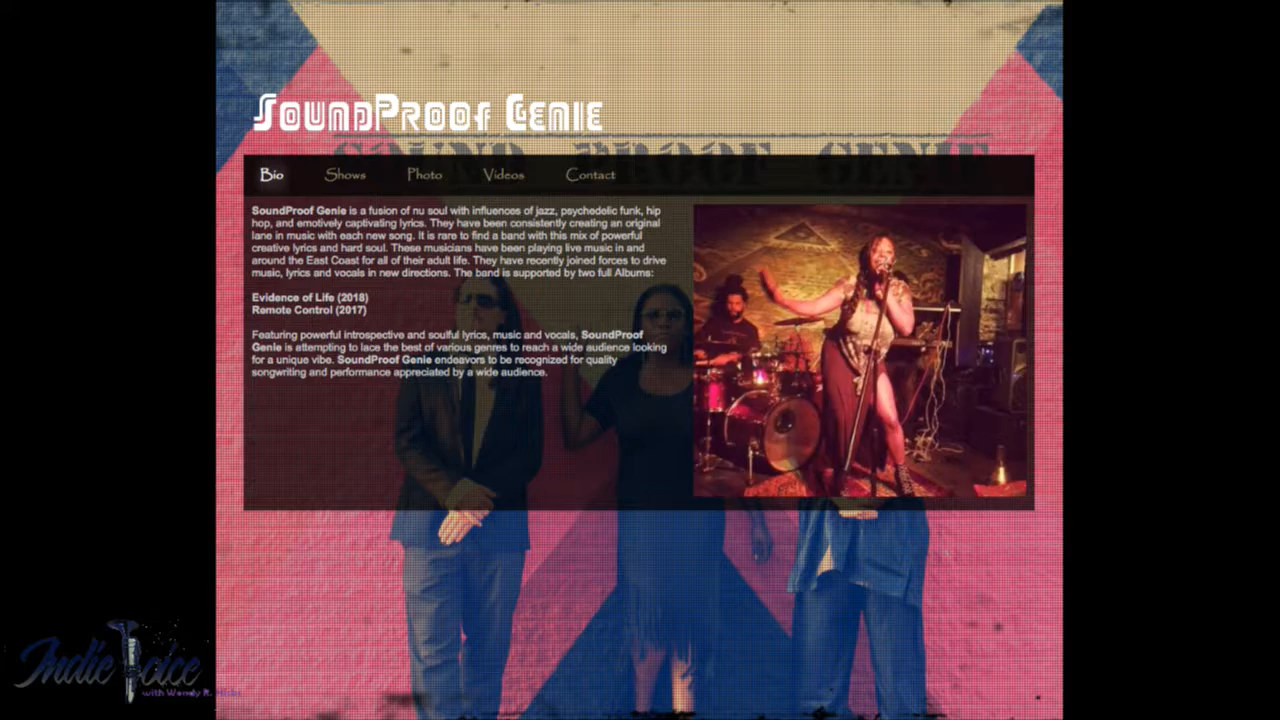 SoundProof Genie
SOUND PROOF GENIE
Bio Shows Photo Videos Contact
SoundProof Genie is a fusion of nu soul with influences of jazz, psychedelic funk, hip
hop, and emotively captivating lyrics. They have been consistently creating an original
lane in music with each new song. It is rare to find a band with this mix of powerful
creative lyrics and hard soul. These musicians have been playing live music in and
around the East Coast for all of their adult life. They have recently joined forces to drive
music, lyrics and vocals in new directions. The band is supported by two full Albums:
Evidence of Life (2018)
Remote Control (2017)
Featuring powerful introspective and soulful lyrics, music and vocals, SoundProof
Genie is attempting to lace the best of various genres to reach a wide audience looking
for a unique vibe. SoundProof Genie endeavors to be recognized for quality
songwriting and performance appreciated by a wide audience.
Indie Voice
with Wendy R.